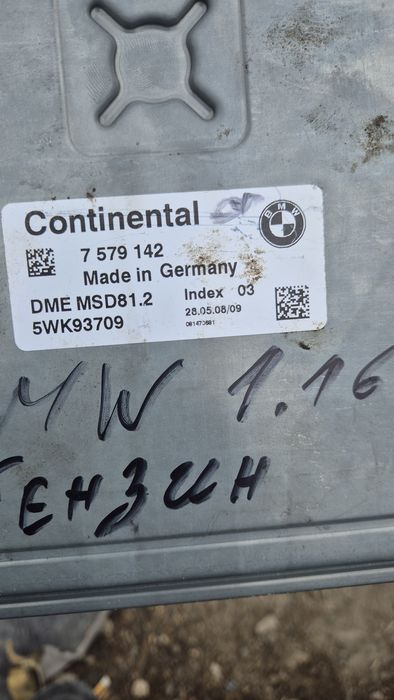 Continental
BMW
7 579 142
Made in Germany
DME MSD81.2 Index 03
5WK93709 28.05.08/09
MW 1.16
ЕНЗИН